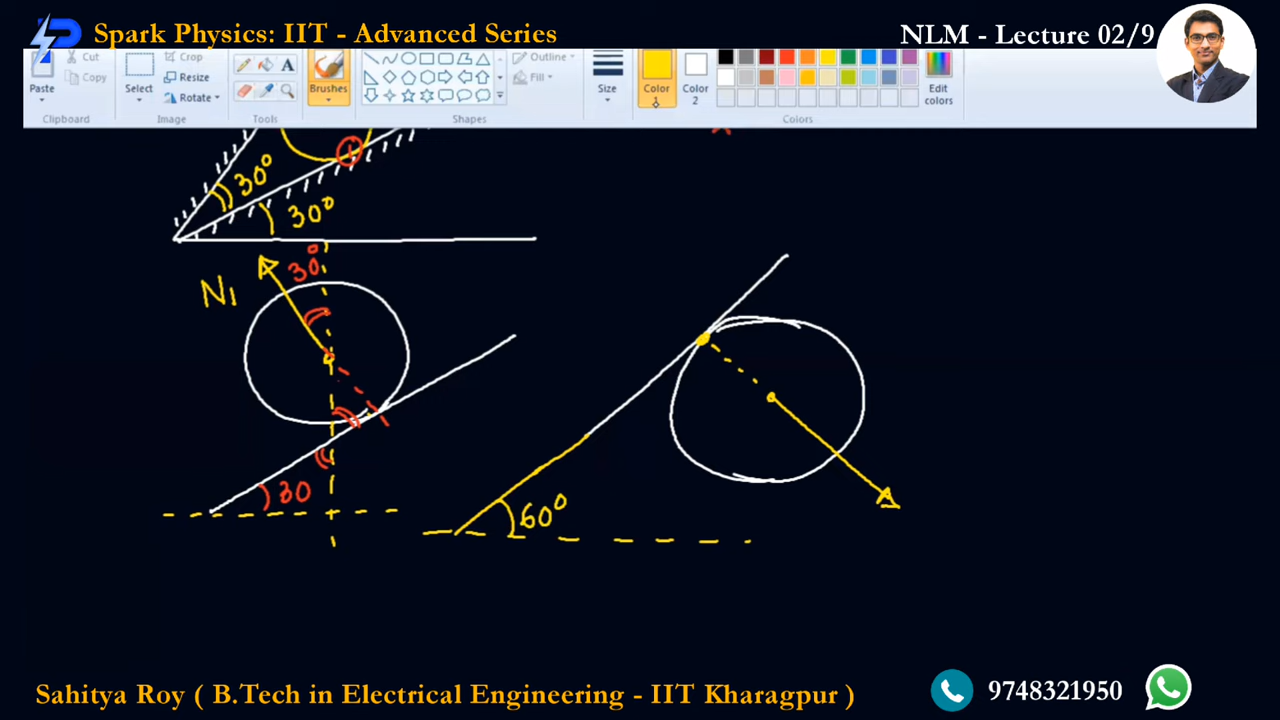 Spark Physics: IIT - Advanced Series
NLM - Lecture 02/9
Cut
Copy
Paste
Clipboard
Crop
Resize
Rotate
Select
Image
A
Tools
Brushes
Outline
Fill
Shapes
Size
Color 1
Color 2
Edit colors
Colors
30°
30°
30°
N1
30
60°
Sahitya Roy ( B.Tech in Electrical Engineering - IIT Kharagpur )
9748321950